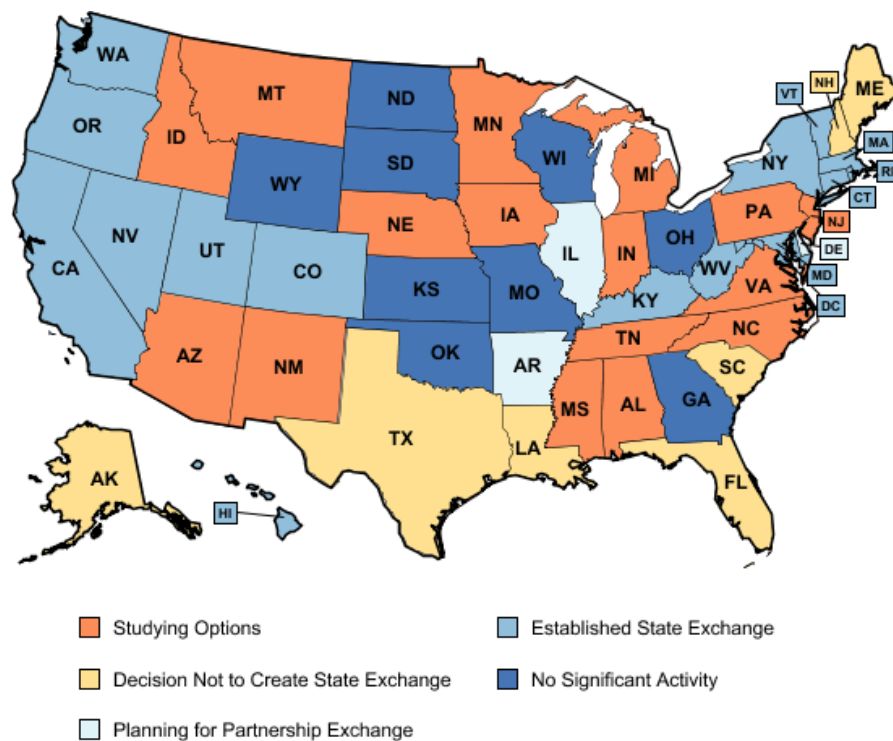 WA
MT
ND
MN
ME
NH
VT
OR
ID
SD
WI
MI
NY
MA
RI
CT
WY
NV
UT
CO
NE
IA
IL
IN
OH
PA
NJ
DE
MD
DC
CA
KS
MO
KY
WV
VA
AZ
NM
OK
AR
TN
NC
SC
MS
AL
GA
TX
LA
FL
AK
HI
Studying Options
Established State Exchange
Decision Not to Create State Exchange
No Significant Activity
Planning for Partnership Exchange